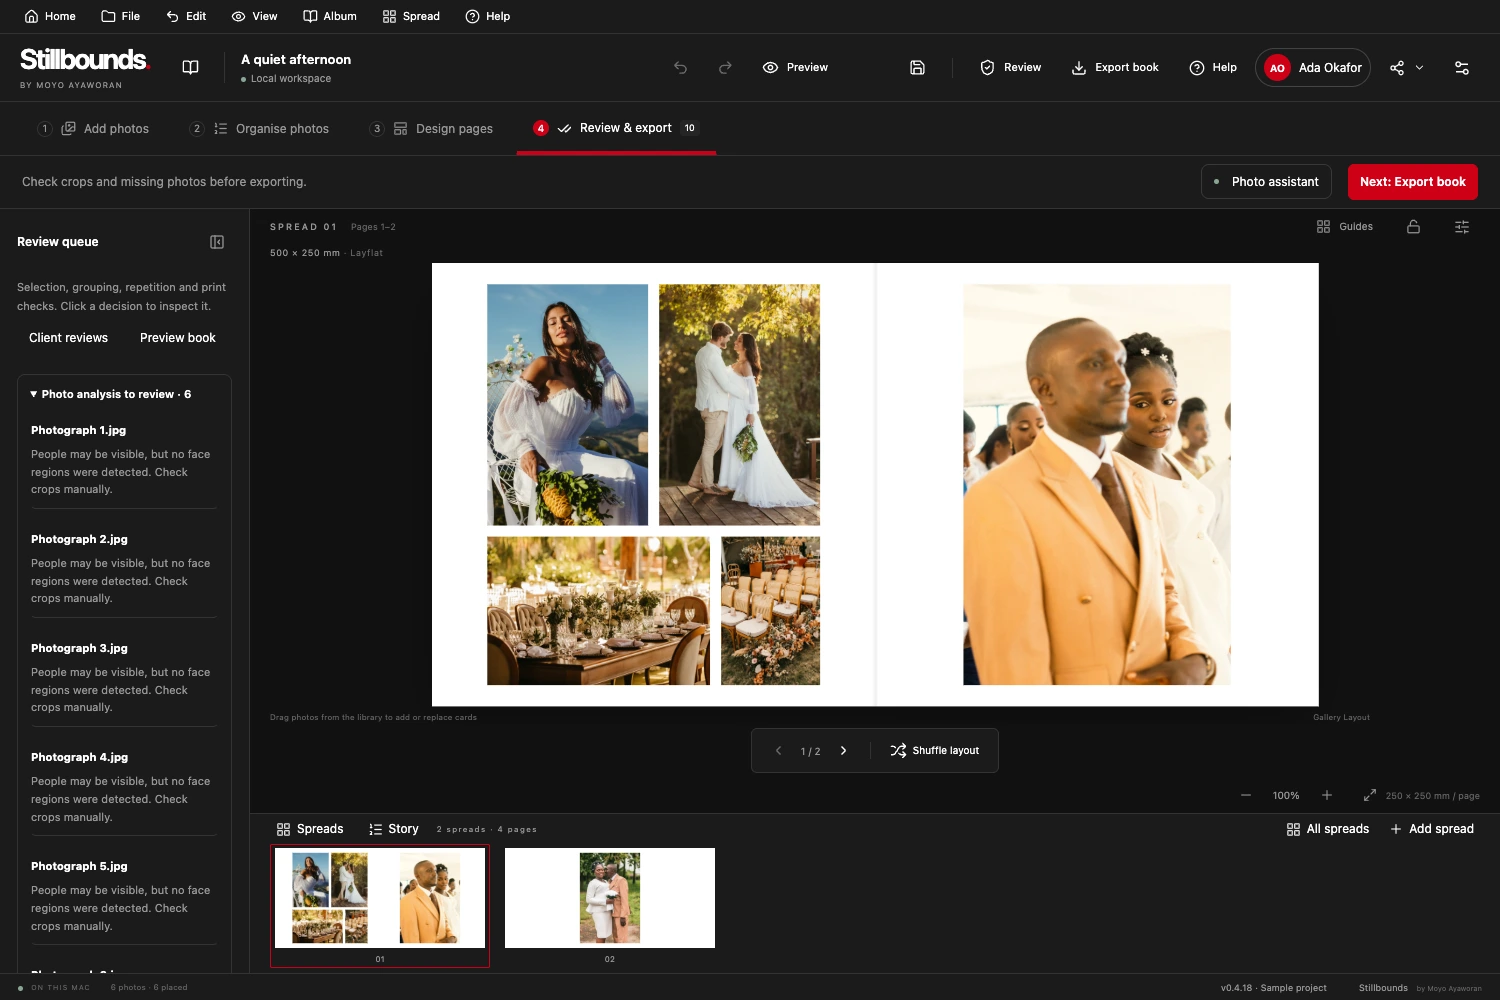 Home File Edit View Album Spread Help
Stillbounds.
BY MOYO AYAWORAN
A quiet afternoon
Local workspace
Preview Review Export book Help AO Ada Okafor
1 Add photos 2 Organise photos 3 Design pages 4 Review & export 10
Check crops and missing photos before exporting.
Photo assistant Next: Export book
Review queue
Selection, grouping, repetition and print
checks. Click a decision to inspect it.
Client reviews Preview book
Photo analysis to review · 6
Photograph 1.jpg
People may be visible, but no face
regions were detected. Check
crops manually.
Photograph 2.jpg
People may be visible, but no face
regions were detected. Check
crops manually.
Photograph 3.jpg
People may be visible, but no face
regions were detected. Check
crops manually.
Photograph 4.jpg
People may be visible, but no face
regions were detected. Check
crops manually.
Photograph 5.jpg
People may be visible, but no face
regions were detected. Check
crops manually.
SPREAD 01 Pages 1–2
Guides
500 × 250 mm · Layflat
Drag photos from the library to add or replace cards
Gallery Layout
1 / 2 Shuffle layout
100% 250 × 250 mm / page
Spreads Story 2 spreads · 4 pages
All spreads Add spread
01
02
ON THIS MAC 6 photos · 6 placed
v0.4.18 · Sample project Stillbounds by Moyo Ayaworan